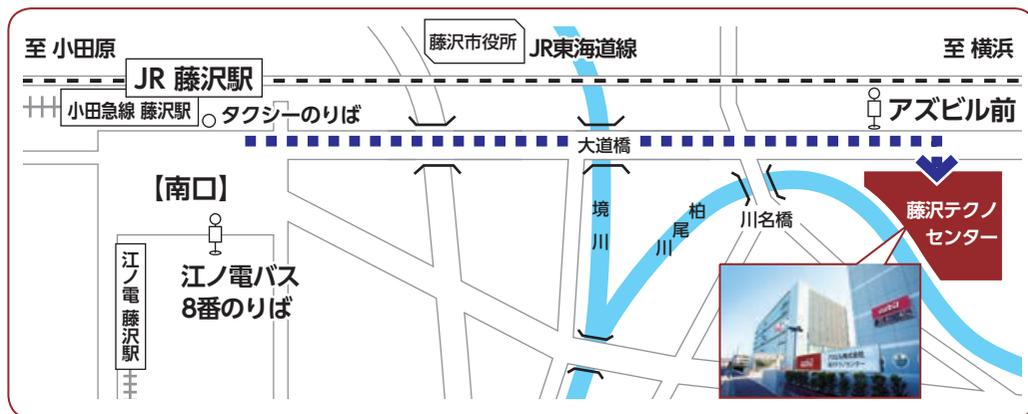 至 小田原
藤沢市役所
JR東海道線
至 横浜
JR 藤沢駅
小田急線 藤沢駅
タクシーのりば
アズビル前
大道橋
【南口】
境川
柏尾川
川名橋
藤沢テクノ
センター
江ノ電バス
8番のりば
江ノ電 藤沢駅